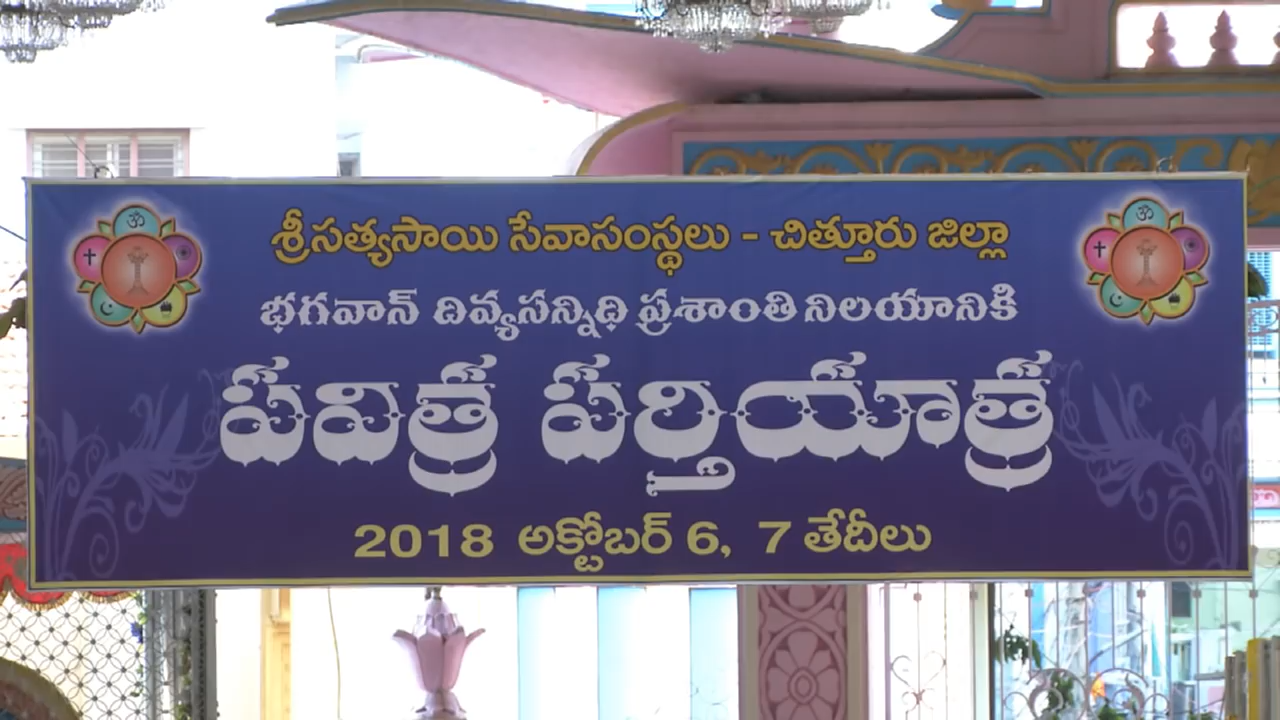 శ్రీసత్యసాయి సేవాసంస్థలు - చిత్తూరు జిల్లా
భగవాన్ దివ్యసన్నిధి ప్రశాంతి నిలయానికి
పవిత్ర పర్తియాత్ర
2018 అక్టోబర్ 6, 7 తేదీలు